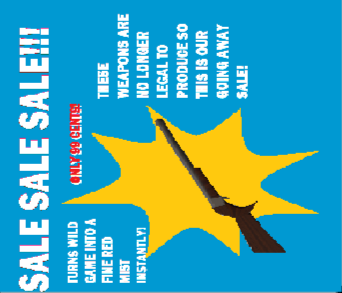 SALE SALE SALE!!!
ONLY 99 CENTS!
THESE
WEAPONS ARE
NO LONGER
LEGAL TO
PRODUCE SO
THIS IS OUR
GOING AWAY
SALE!
TURNS WILD
GAME INTO A
FINE RED
MIST
INSTANTLY!